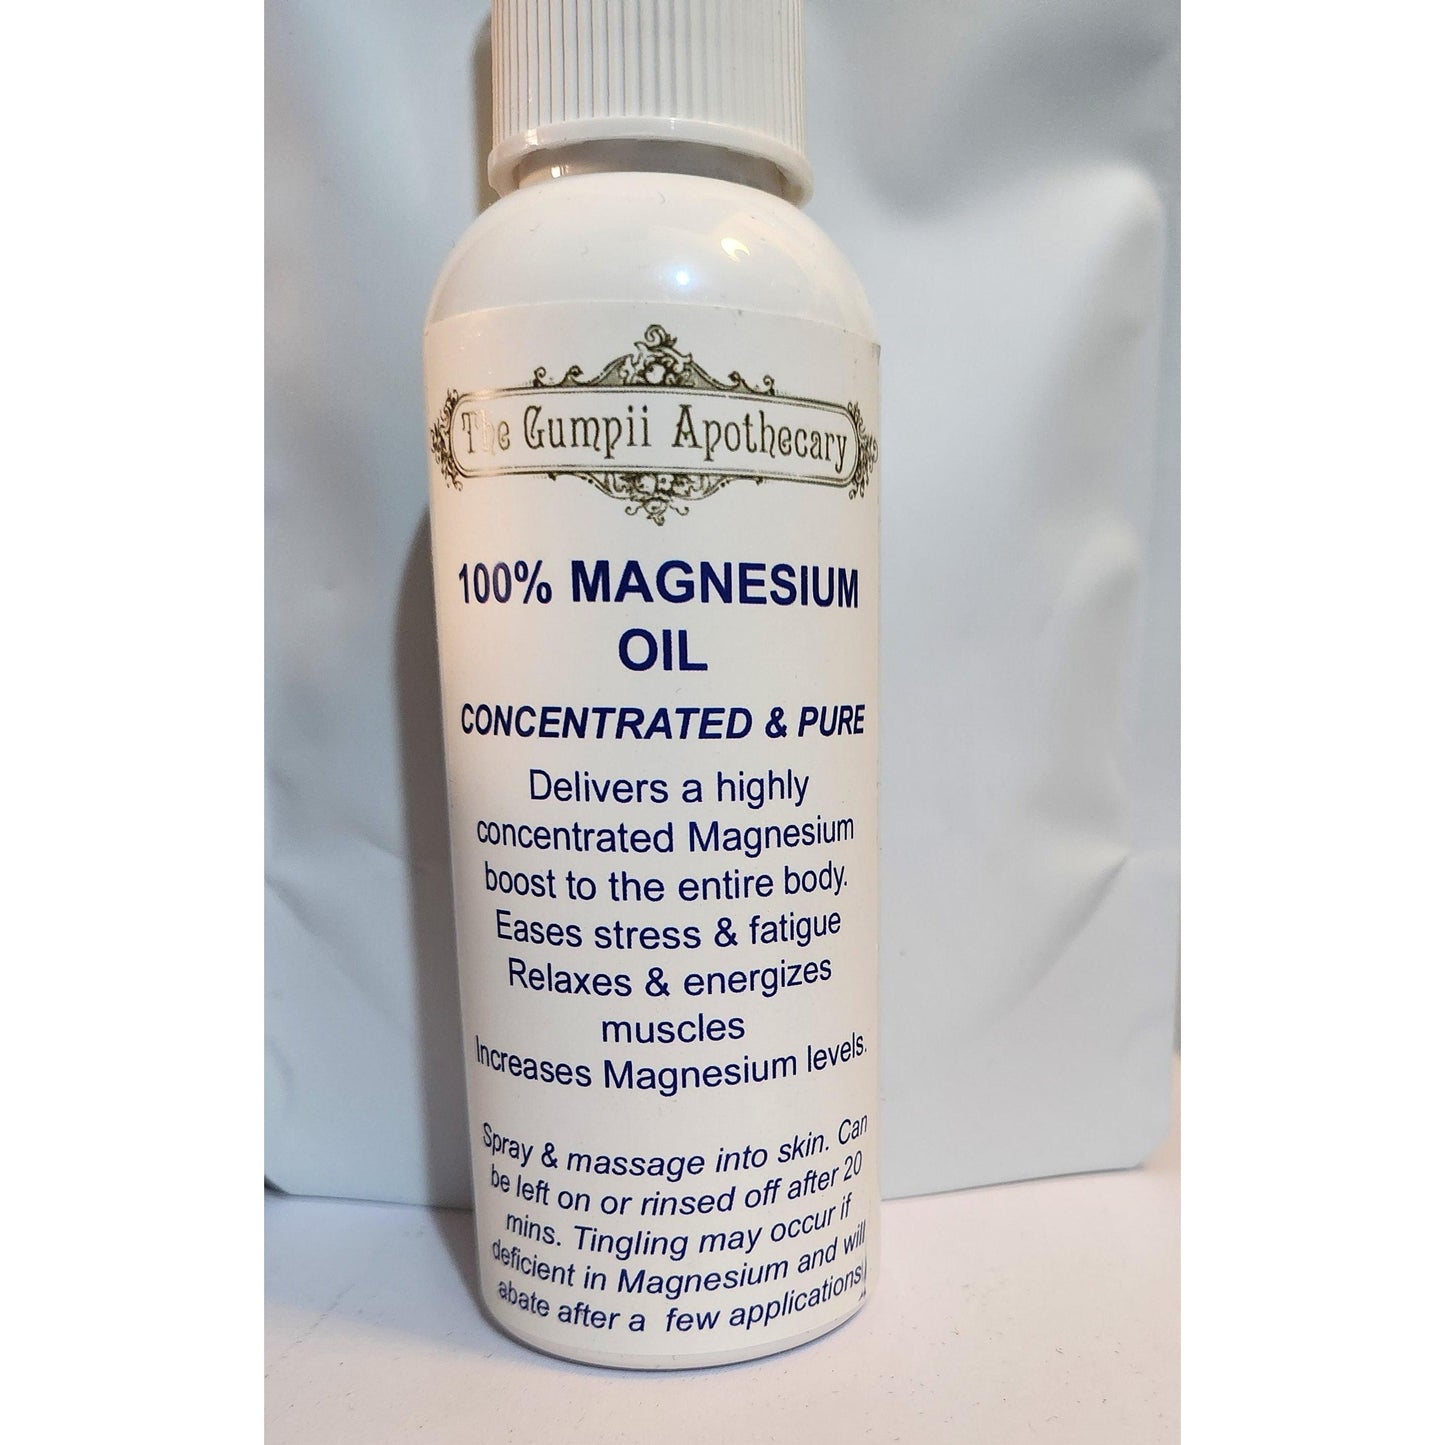 The Gumpii Apothecary
100% MAGNESIUM
OIL
CONCENTRATED & PURE
Delivers a highly
concentrated Magnesium
boost to the entire body.
Eases stress & fatigue
Relaxes & energizes
muscles
Increases Magnesium levels.
Spray & massage into skin. Can
be left on or rinsed off after 20
mins. Tingling may occur if
deficient in Magnesium and will
abate after a few applications